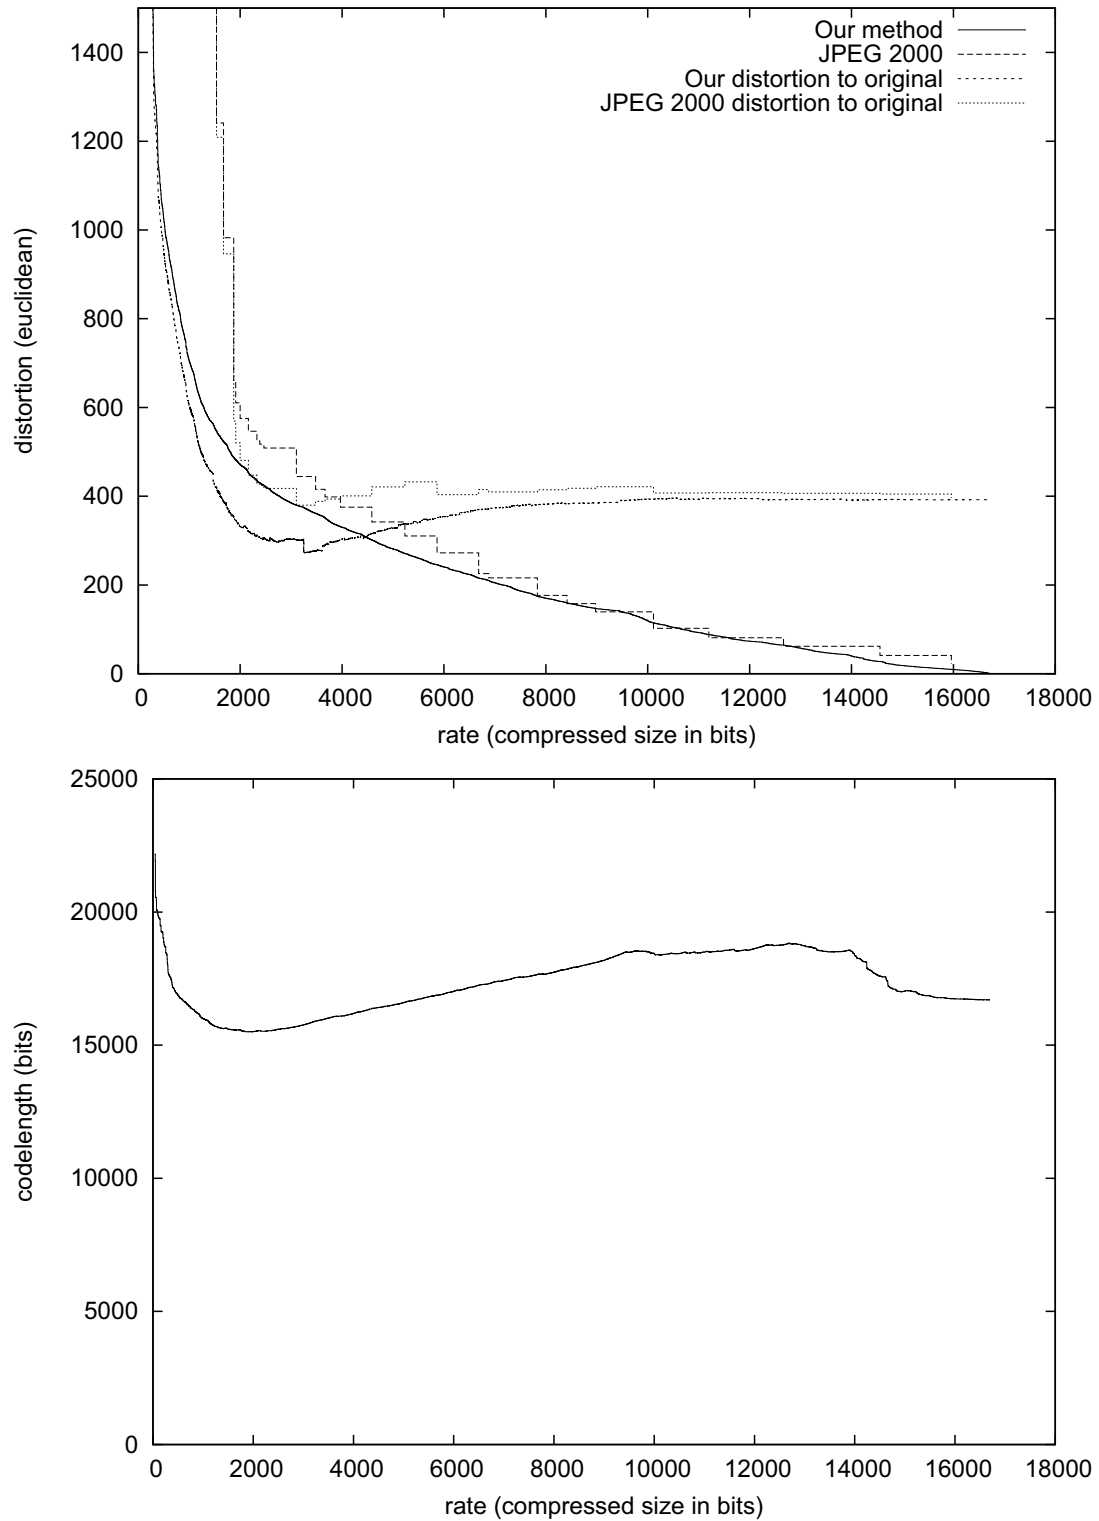 1400
1200
1000
800
600
400
200
0
distortion (euclidean)
Our method
JPEG 2000
Our distortion to original
JPEG 2000 distortion to original
0 2000 4000 6000 8000 10000 12000 14000 16000 18000
rate (compressed size in bits)
25000
20000
15000
10000
5000
0
codelength (bits)
0 2000 4000 6000 8000 10000 12000 14000 16000 18000
rate (compressed size in bits)